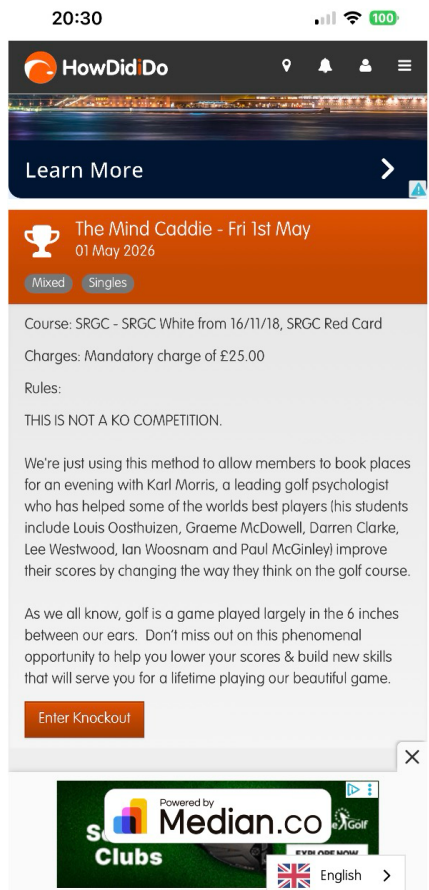 20:30
100
HowDidiDo
Learn More
The Mind Caddie - Fri 1st May
01 May 2026
Mixed Singles
Course: SRGC - SRGC White from 16/11/18, SRGC Red Card
Charges: Mandatory charge of £25.00
Rules:
THIS IS NOT A KO COMPETITION.
We're just using this method to allow members to book places
for an evening with Karl Morris, a leading golf psychologist
who has helped some of the worlds best players (his students
include Louis Oosthuizen, Graeme McDowell, Darren Clarke,
Lee Westwood, Ian Woosnam and Paul McGinley) improve
their scores by changing the way they think on the golf course.
As we all know, golf is a game played largely in the 6 inches
between our ears.  Don't miss out on this phenomenal
opportunity to help you lower your scores & build new skills
that will serve you for a lifetime playing our beautiful game.
Enter Knockout
Powered by
Median.co
Golf
Clubs
EXPLORE NOW
English